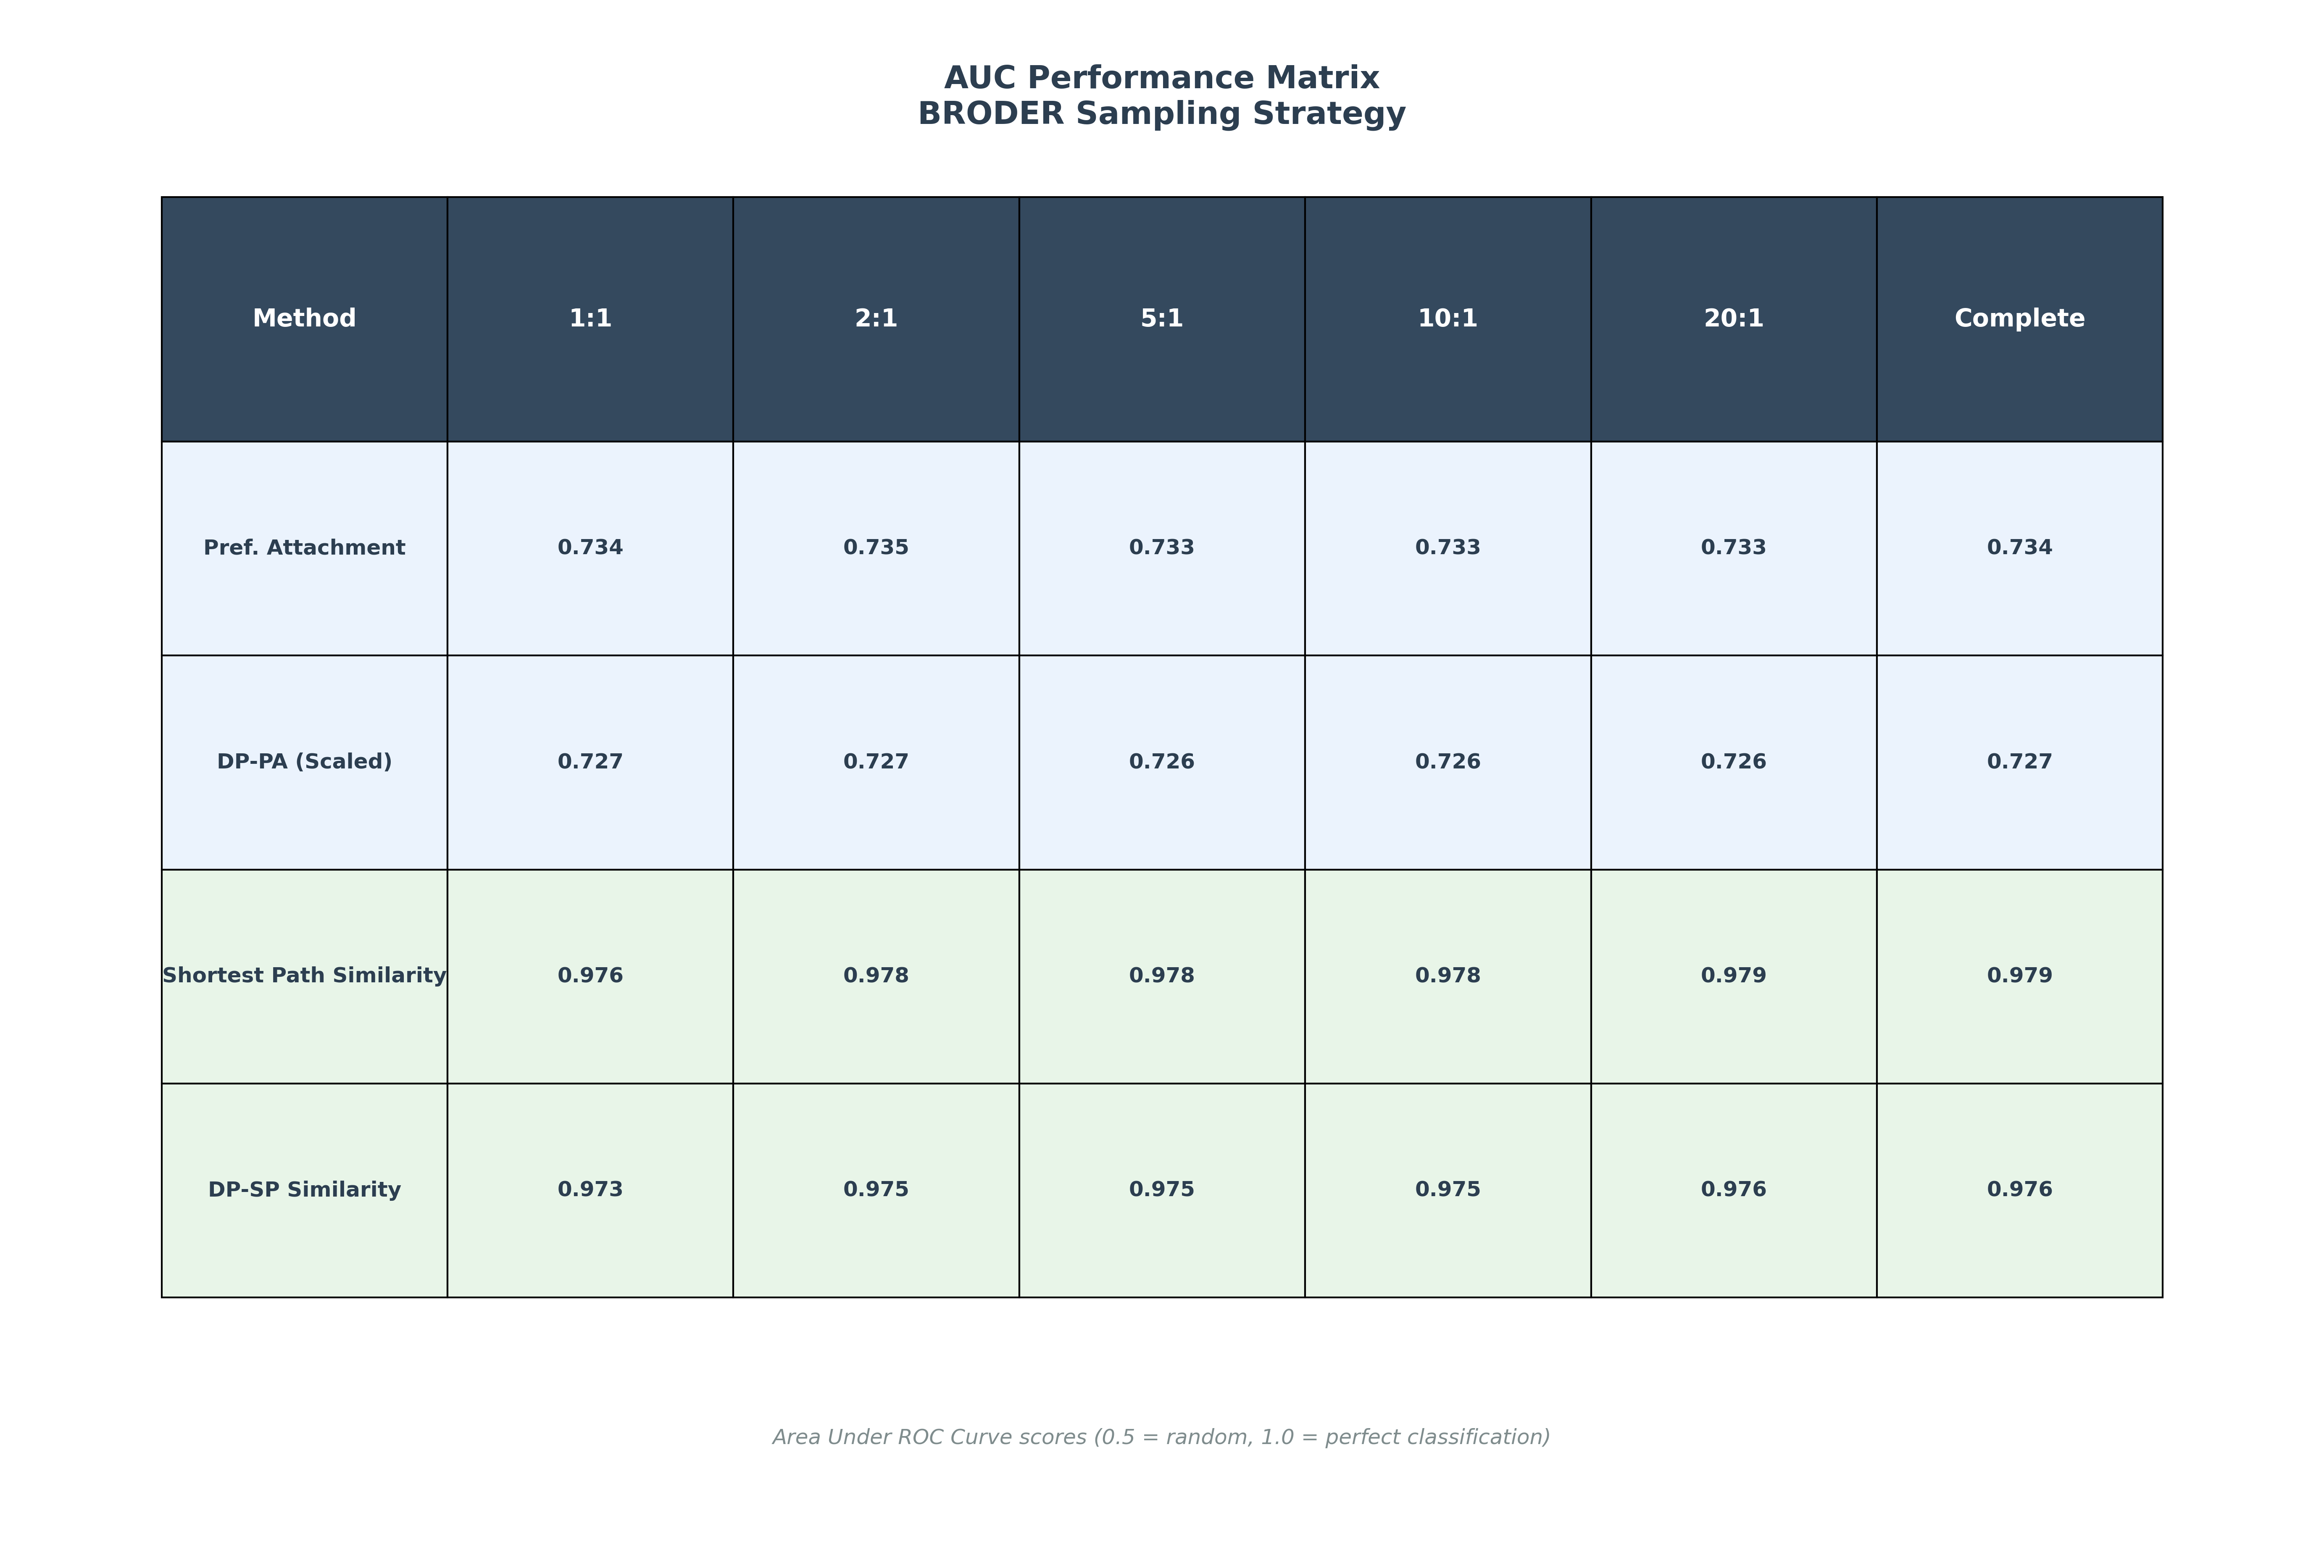 AUC Performance Matrix
BRODER Sampling Strategy
Method 1:1 2:1 5:1 10:1 20:1 Complete
Pref. Attachment 0.734 0.735 0.733 0.733 0.733 0.734
DP-PA (Scaled) 0.727 0.727 0.726 0.726 0.726 0.727
Shortest Path Similarity 0.976 0.978 0.978 0.978 0.979 0.979
DP-SP Similarity 0.973 0.975 0.975 0.975 0.976 0.976
Area Under ROC Curve scores (0.5 = random, 1.0 = perfect classification)